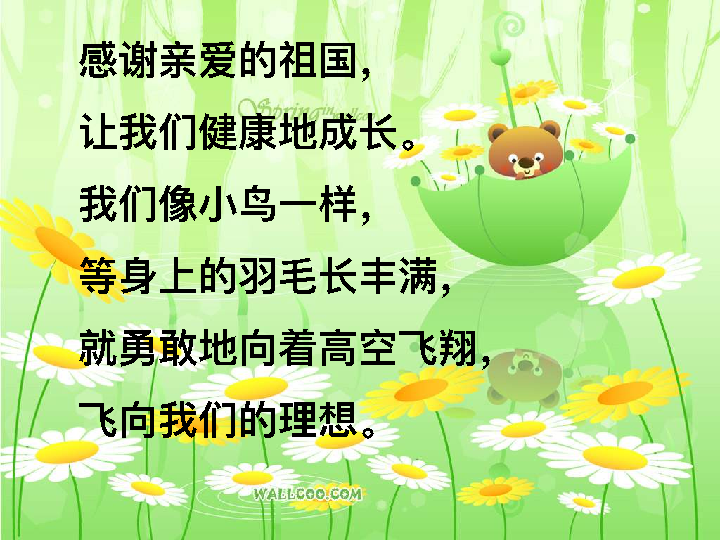 感谢亲爱的祖国，
让我们健康地成长。
我们像小鸟一样，
等身上的羽毛长丰满，
就勇敢地向着高空飞翔，
飞向我们的理想。
Spring
WALLCOO.COM